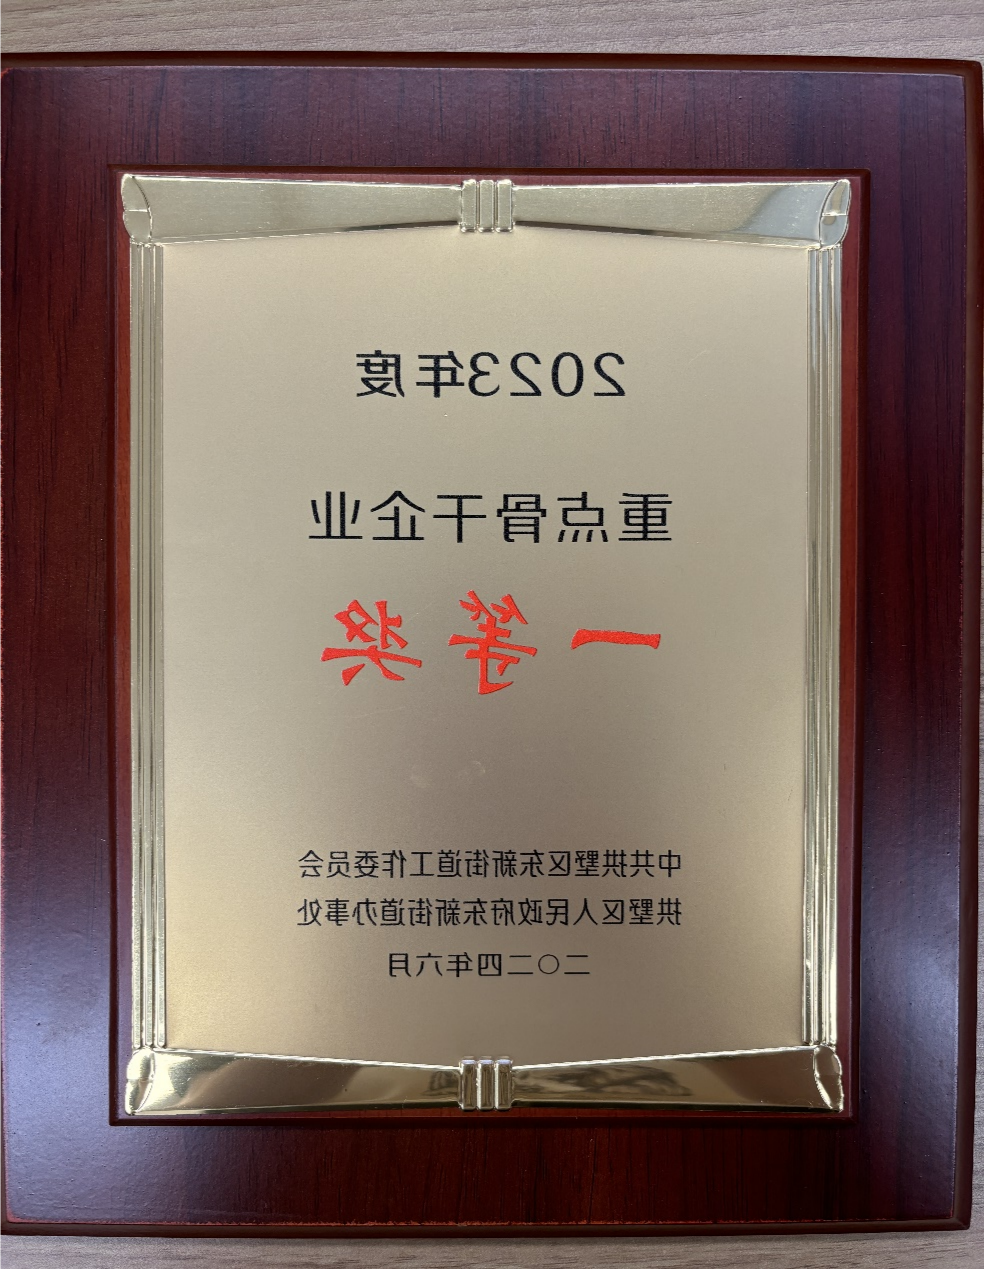 2023年度
重点骨干企业
一等奖
中共拱墅区东新街道工作委员会
拱墅区人民政府东新街道办事处
二〇二四年六月